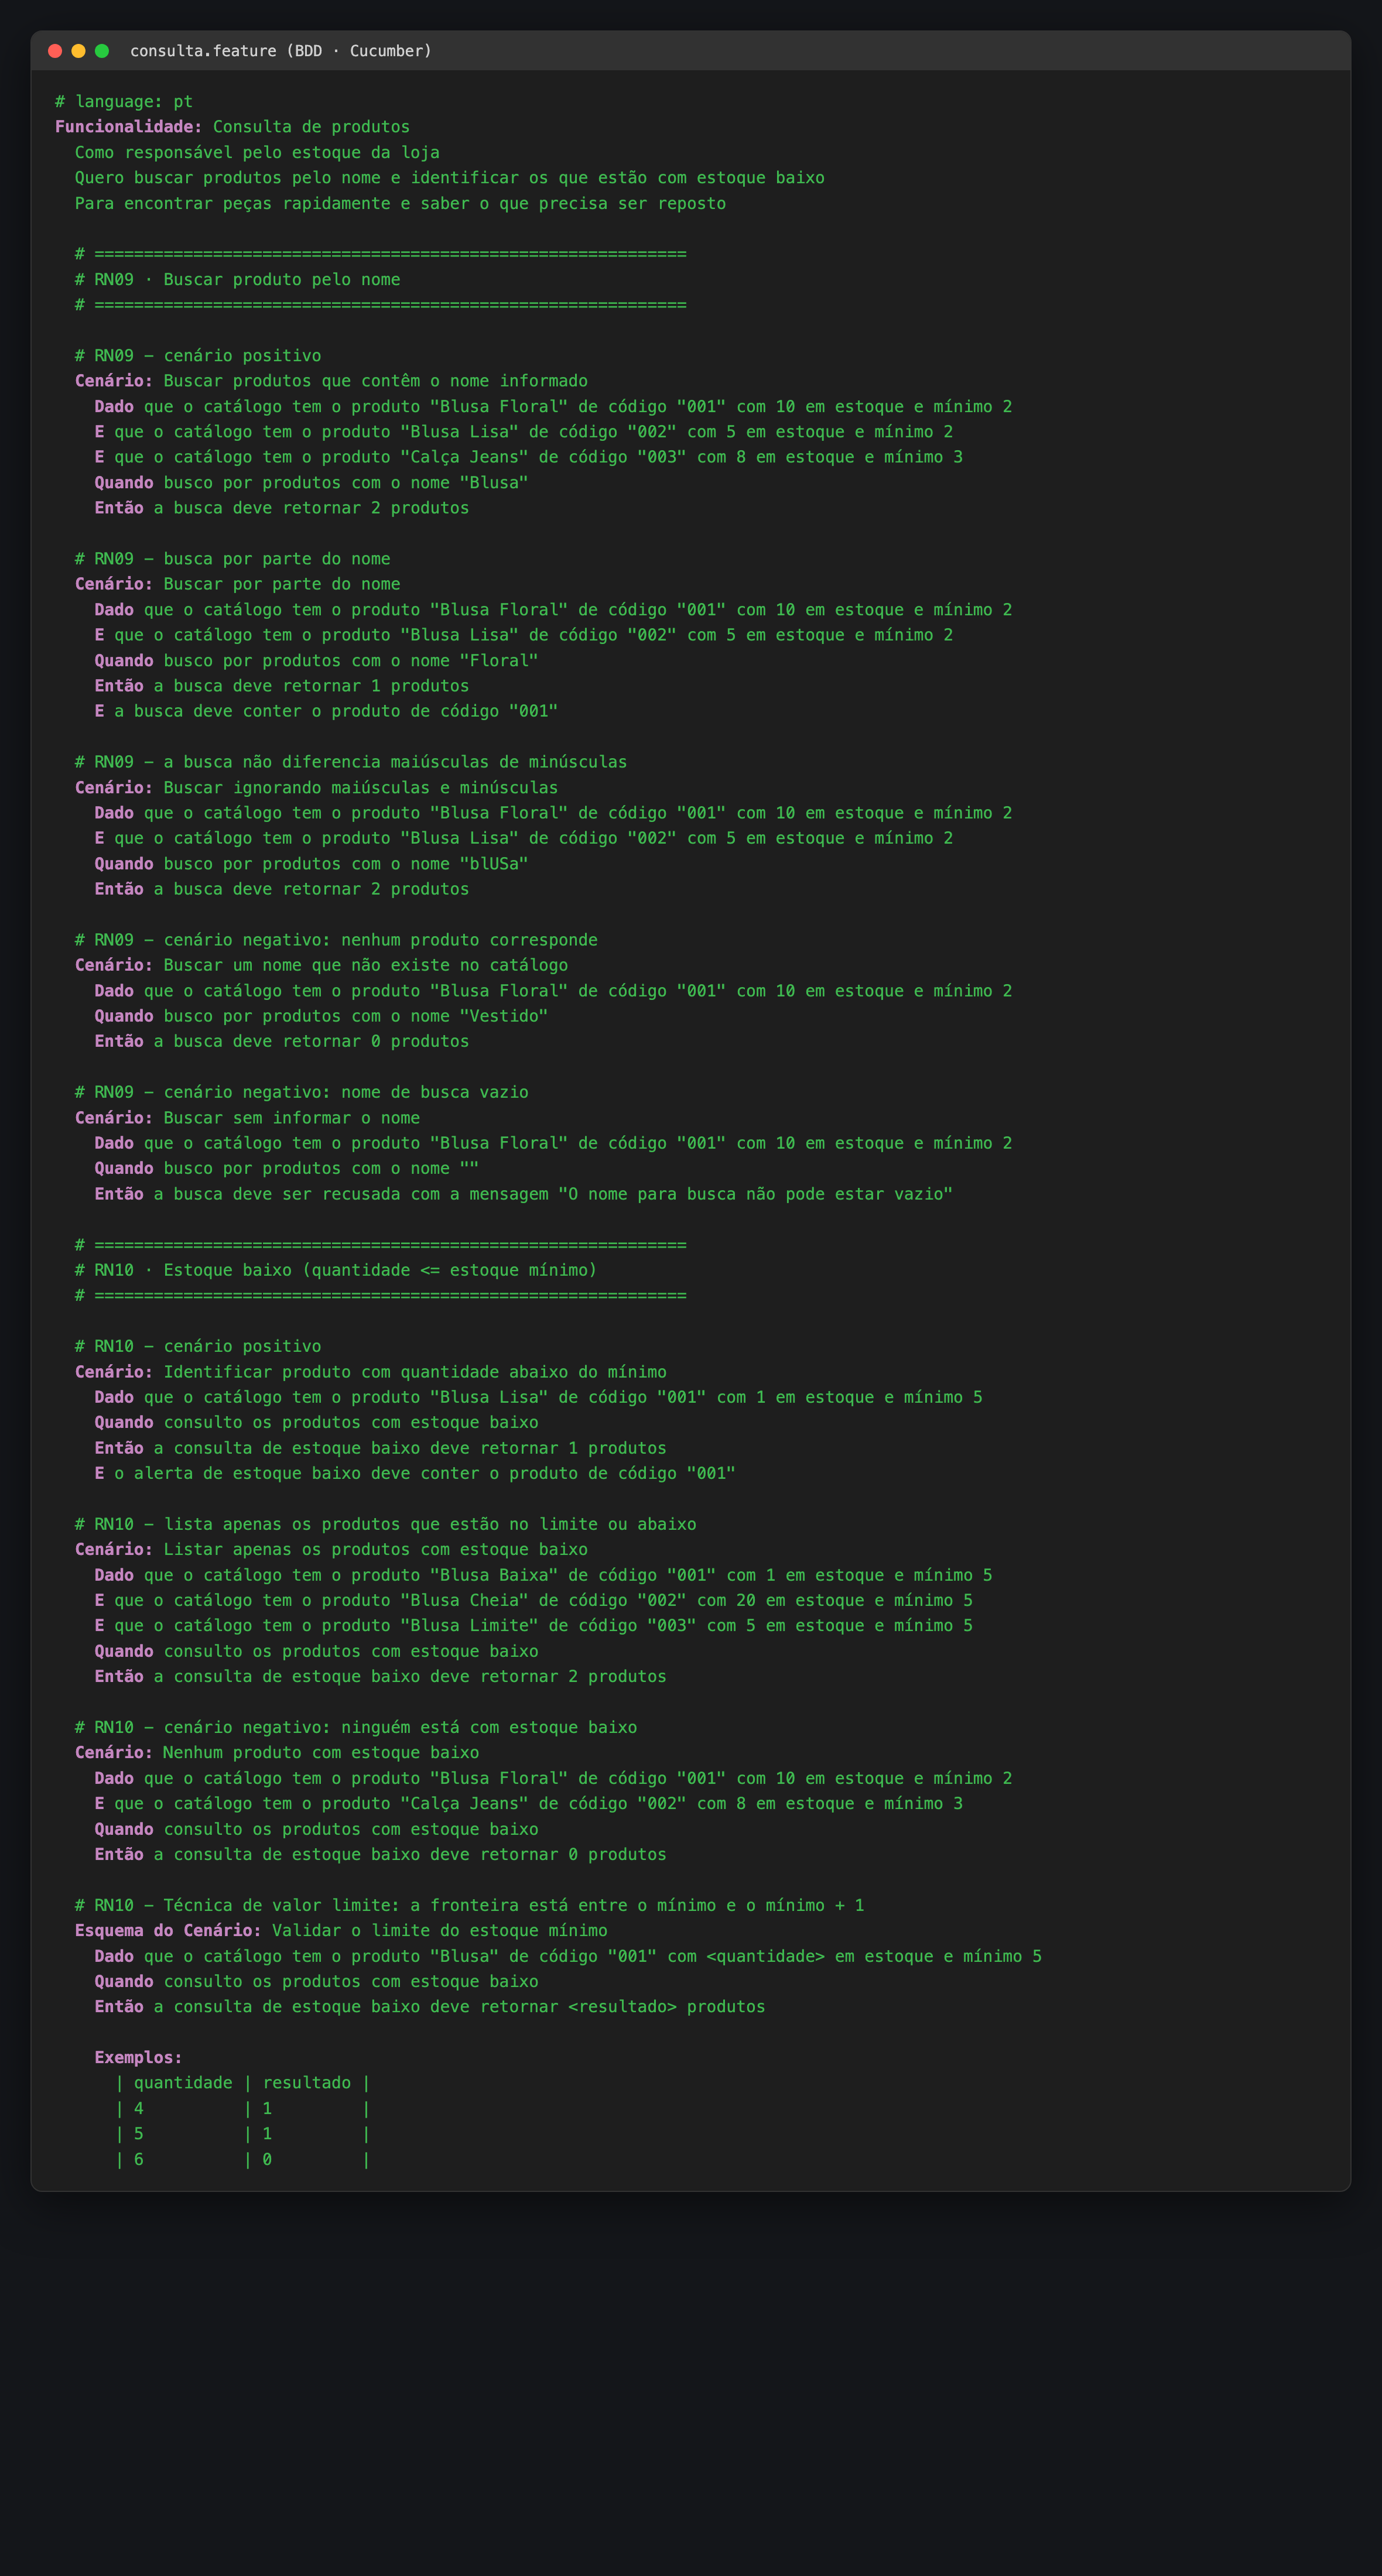 consulta.feature (BDD · Cucumber)
# language: pt
Funcionalidade: Consulta de produtos
  Como responsável pelo estoque da loja
  Quero buscar produtos pelo nome e identificar os que estão com estoque baixo
  Para encontrar peças rapidamente e saber o que precisa ser reposto

  # ============================================================
  # RN09 · Buscar produto pelo nome
  # ============================================================

  # RN09 – cenário positivo
  Cenário: Buscar produtos que contêm o nome informado
    Dado que o catálogo tem o produto "Blusa Floral" de código "001" com 10 em estoque e mínimo 2
    E que o catálogo tem o produto "Blusa Lisa" de código "002" com 5 em estoque e mínimo 2
    E que o catálogo tem o produto "Calça Jeans" de código "003" com 8 em estoque e mínimo 3
    Quando busco por produtos com o nome "Blusa"
    Então a busca deve retornar 2 produtos

  # RN09 – busca por parte do nome
  Cenário: Buscar por parte do nome
    Dado que o catálogo tem o produto "Blusa Floral" de código "001" com 10 em estoque e mínimo 2
    E que o catálogo tem o produto "Blusa Lisa" de código "002" com 5 em estoque e mínimo 2
    Quando busco por produtos com o nome "Floral"
    Então a busca deve retornar 1 produtos
    E a busca deve conter o produto de código "001"

  # RN09 – a busca não diferencia maiúsculas de minúsculas
  Cenário: Buscar ignorando maiúsculas e minúsculas
    Dado que o catálogo tem o produto "Blusa Floral" de código "001" com 10 em estoque e mínimo 2
    E que o catálogo tem o produto "Blusa Lisa" de código "002" com 5 em estoque e mínimo 2
    Quando busco por produtos com o nome "blUSa"
    Então a busca deve retornar 2 produtos

  # RN09 – cenário negativo: nenhum produto corresponde
  Cenário: Buscar um nome que não existe no catálogo
    Dado que o catálogo tem o produto "Blusa Floral" de código "001" com 10 em estoque e mínimo 2
    Quando busco por produtos com o nome "Vestido"
    Então a busca deve retornar 0 produtos

  # RN09 – cenário negativo: nome de busca vazio
  Cenário: Buscar sem informar o nome
    Dado que o catálogo tem o produto "Blusa Floral" de código "001" com 10 em estoque e mínimo 2
    Quando busco por produtos com o nome ""
    Então a busca deve ser recusada com a mensagem "O nome para busca não pode estar vazio"

  # ============================================================
  # RN10 · Estoque baixo (quantidade <= estoque mínimo)
  # ============================================================

  # RN10 – cenário positivo
  Cenário: Identificar produto com quantidade abaixo do mínimo
    Dado que o catálogo tem o produto "Blusa Lisa" de código "001" com 1 em estoque e mínimo 5
    Quando consulto os produtos com estoque baixo
    Então a consulta de estoque baixo deve retornar 1 produtos
    E o alerta de estoque baixo deve conter o produto de código "001"

  # RN10 – lista apenas os produtos que estão no limite ou abaixo
  Cenário: Listar apenas os produtos com estoque baixo
    Dado que o catálogo tem o produto "Blusa Baixa" de código "001" com 1 em estoque e mínimo 5
    E que o catálogo tem o produto "Blusa Cheia" de código "002" com 20 em estoque e mínimo 5
    E que o catálogo tem o produto "Blusa Limite" de código "003" com 5 em estoque e mínimo 5
    Quando consulto os produtos com estoque baixo
    Então a consulta de estoque baixo deve retornar 2 produtos

  # RN10 – cenário negativo: ninguém está com estoque baixo
  Cenário: Nenhum produto com estoque baixo
    Dado que o catálogo tem o produto "Blusa Floral" de código "001" com 10 em estoque e mínimo 2
    E que o catálogo tem o produto "Calça Jeans" de código "002" com 8 em estoque e mínimo 3
    Quando consulto os produtos com estoque baixo
    Então a consulta de estoque baixo deve retornar 0 produtos

  # RN10 – Técnica de valor limite: a fronteira está entre o mínimo e o mínimo + 1
  Esquema do Cenário: Validar o limite do estoque mínimo
    Dado que o catálogo tem o produto "Blusa" de código "001" com <quantidade> em estoque e mínimo 5
    Quando consulto os produtos com estoque baixo
    Então a consulta de estoque baixo deve retornar <resultado> produtos

    Exemplos:
      | quantidade | resultado |
      | 4          | 1         |
      | 5          | 1         |
      | 6          | 0         |